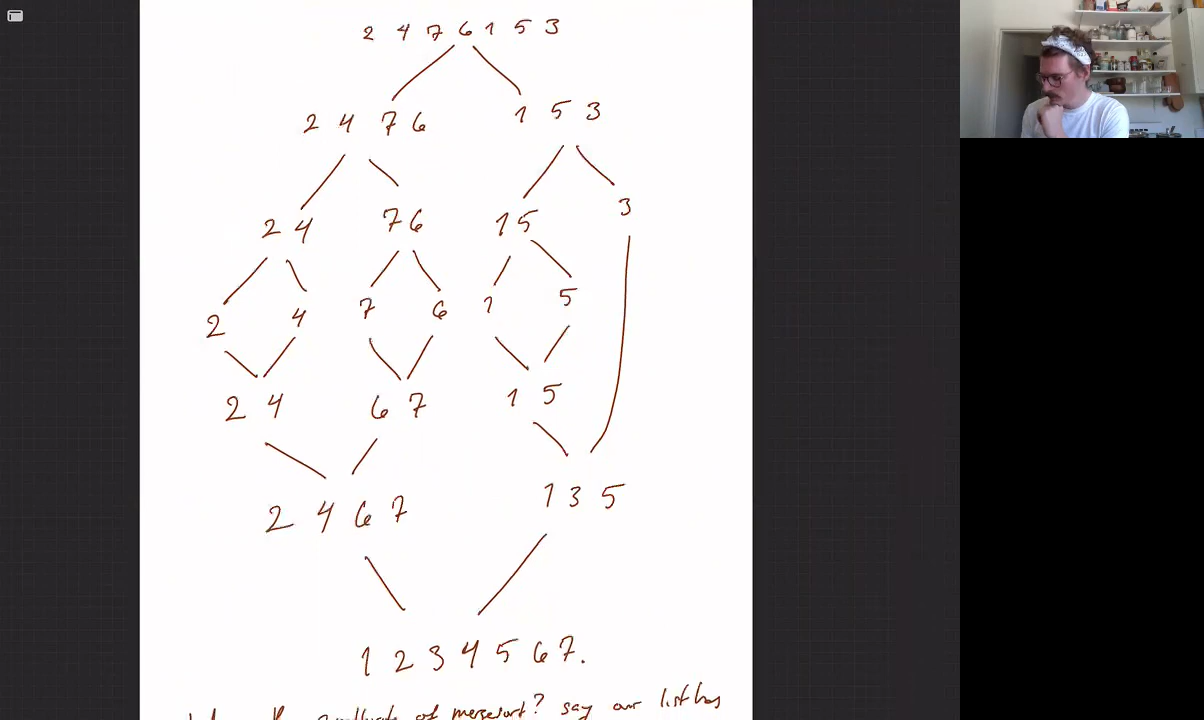 2 4 7 6 1 5 3
2 4 7 6 1 5 3
2 4 7 6 1 5 3
2 4 7 6 1 5
2 4 6 7 1 5
2 4 6 7 1 3 5
1 2 3 4 5 6 7.
of mergesort? say our list has